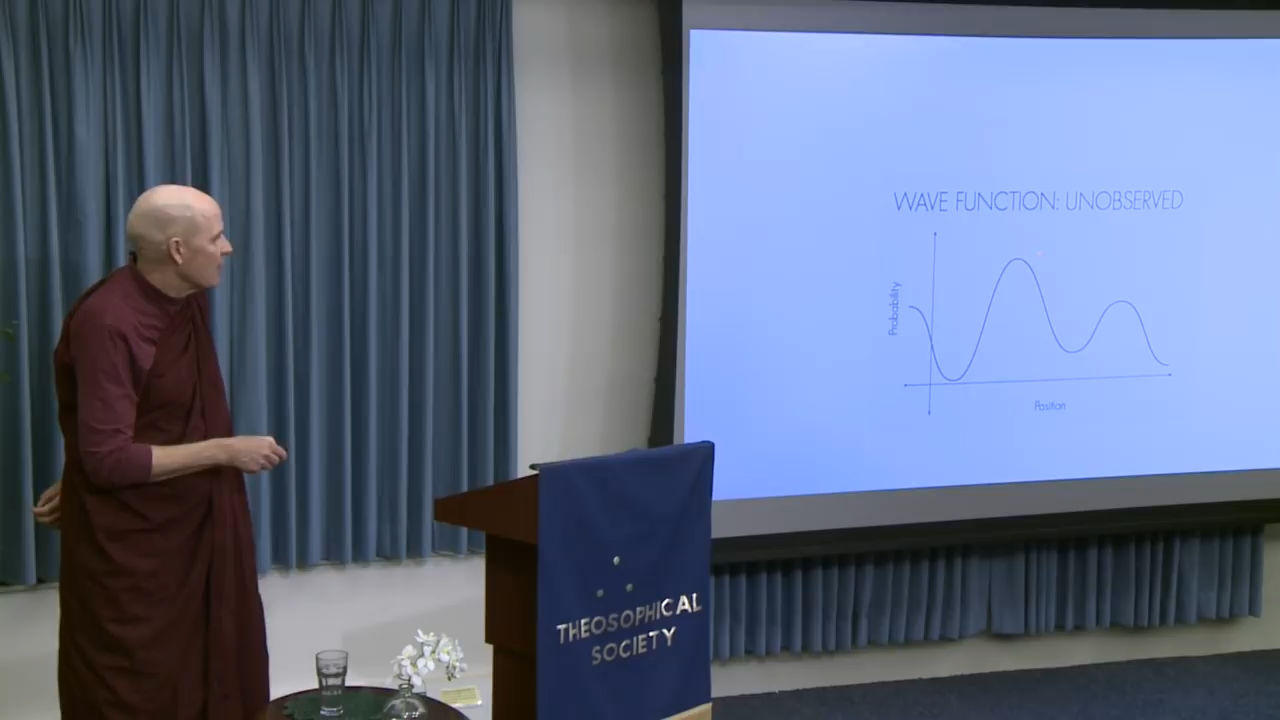 WAVE FUNCTION: UNOBSERVED
Probability
Position
THEOSOPHICAL
SOCIETY